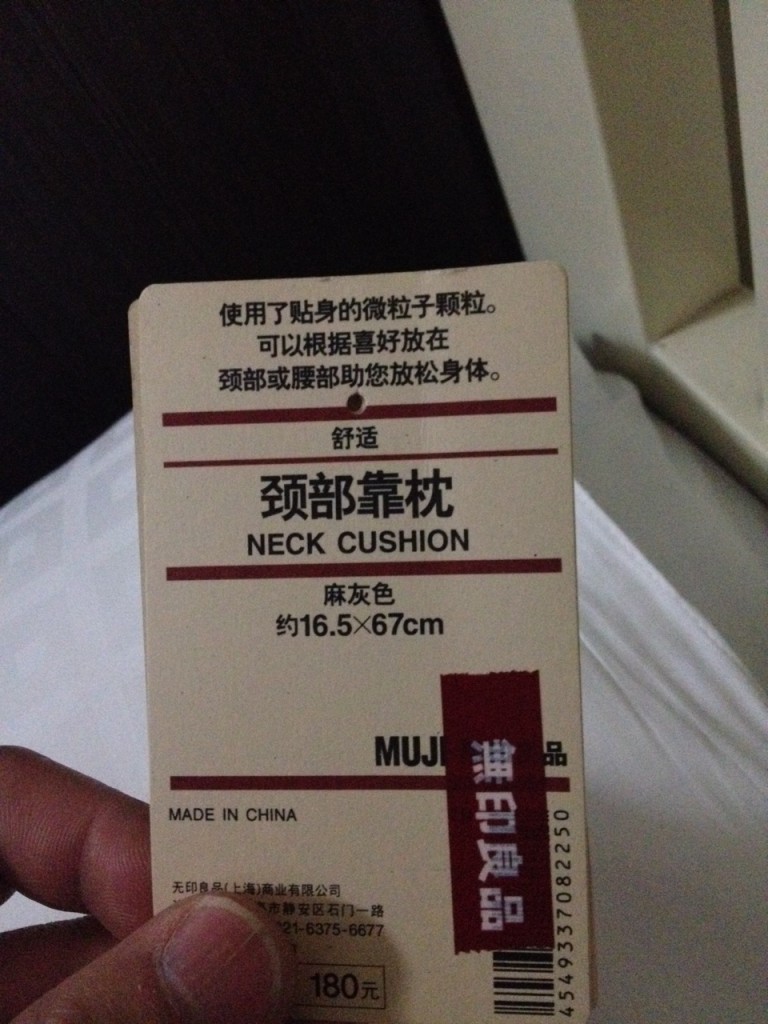 使用了贴身的微粒子颗粒。
可以根据喜好放在
颈部或腰部助您放松身体。
舒适
颈部靠枕
NECK CUSHION
麻灰色
约16.5×67cm
MUJI 品
無印良品
MADE IN CHINA
无印良品(上海)商业有限公司
市静安区石门一路
021-6375-6677
180元
4549337082250